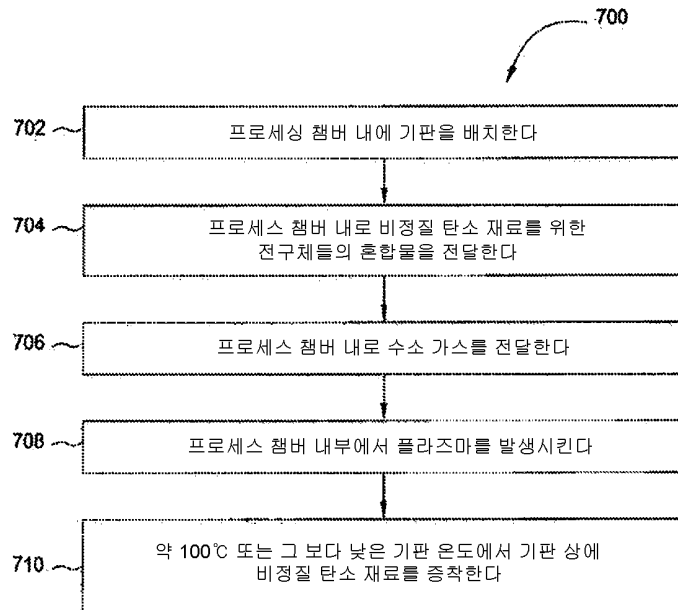 700
702
프로세싱 챔버 내에 기판을 배치한다
704
프로세스 챔버 내로 비정질 탄소 재료를 위한
전구체들의 혼합물을 전달한다
706
프로세스 챔버 내로 수소 가스를 전달한다
708
프로세스 챔버 내부에서 플라즈마를 발생시킨다
710
약 100℃ 또는 그 보다 낮은 기판 온도에서 기판 상에
비정질 탄소 재료를 증착한다